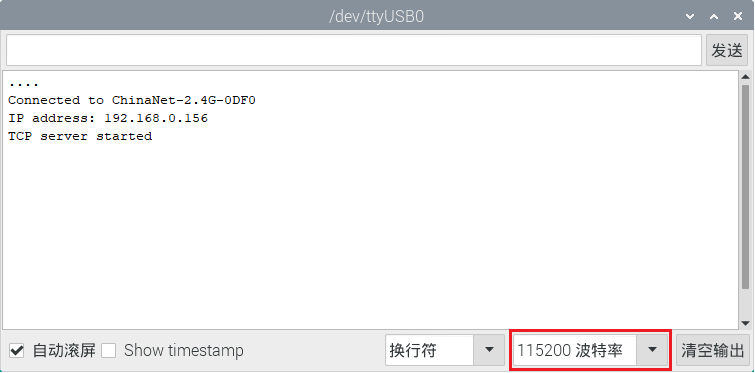 /dev/ttyUSB0
发送
....
Connected to ChinaNet-2.4G-0DF0
IP address: 192.168.0.156
TCP server started
自动滚屏 Show timestamp 换行符 115200 波特率 清空输出